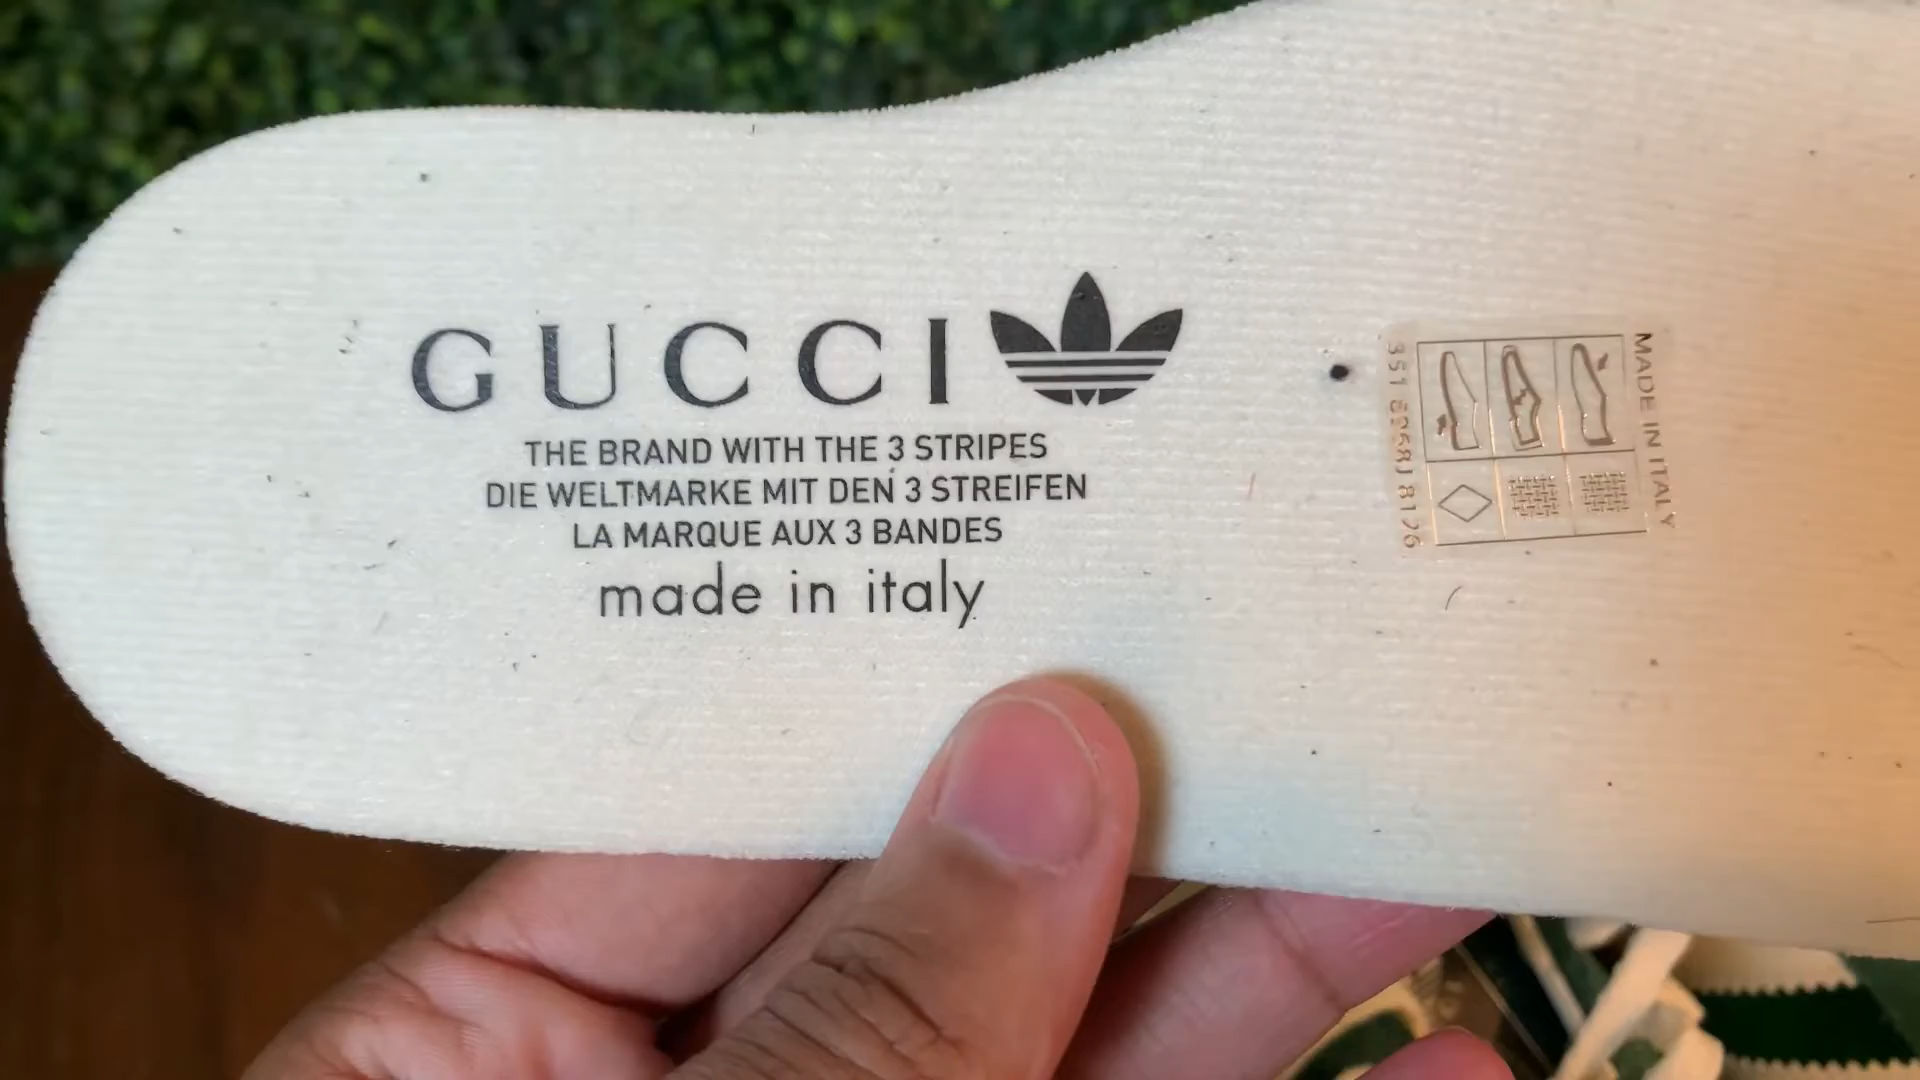 GUCCI
THE BRAND WITH THE 3 STRIPES
DIE WELTMARKE MIT DEN 3 STREIFEN
LA MARQUE AUX 3 BANDES
made in italy
MADE IN ITALY